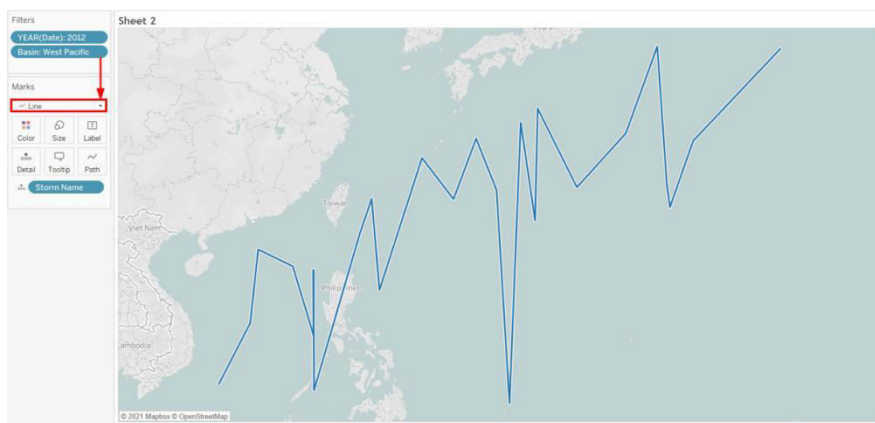 Filters
YEAR(Date): 2012
Basin: West Pacific
Marks
Line
Color Size Label
Detail Tooltip Path
Storm Name
Sheet 2
Taiwan
Viet Nam
Philippines
Cambodia
© 2021 Mapbox © OpenStreetMap